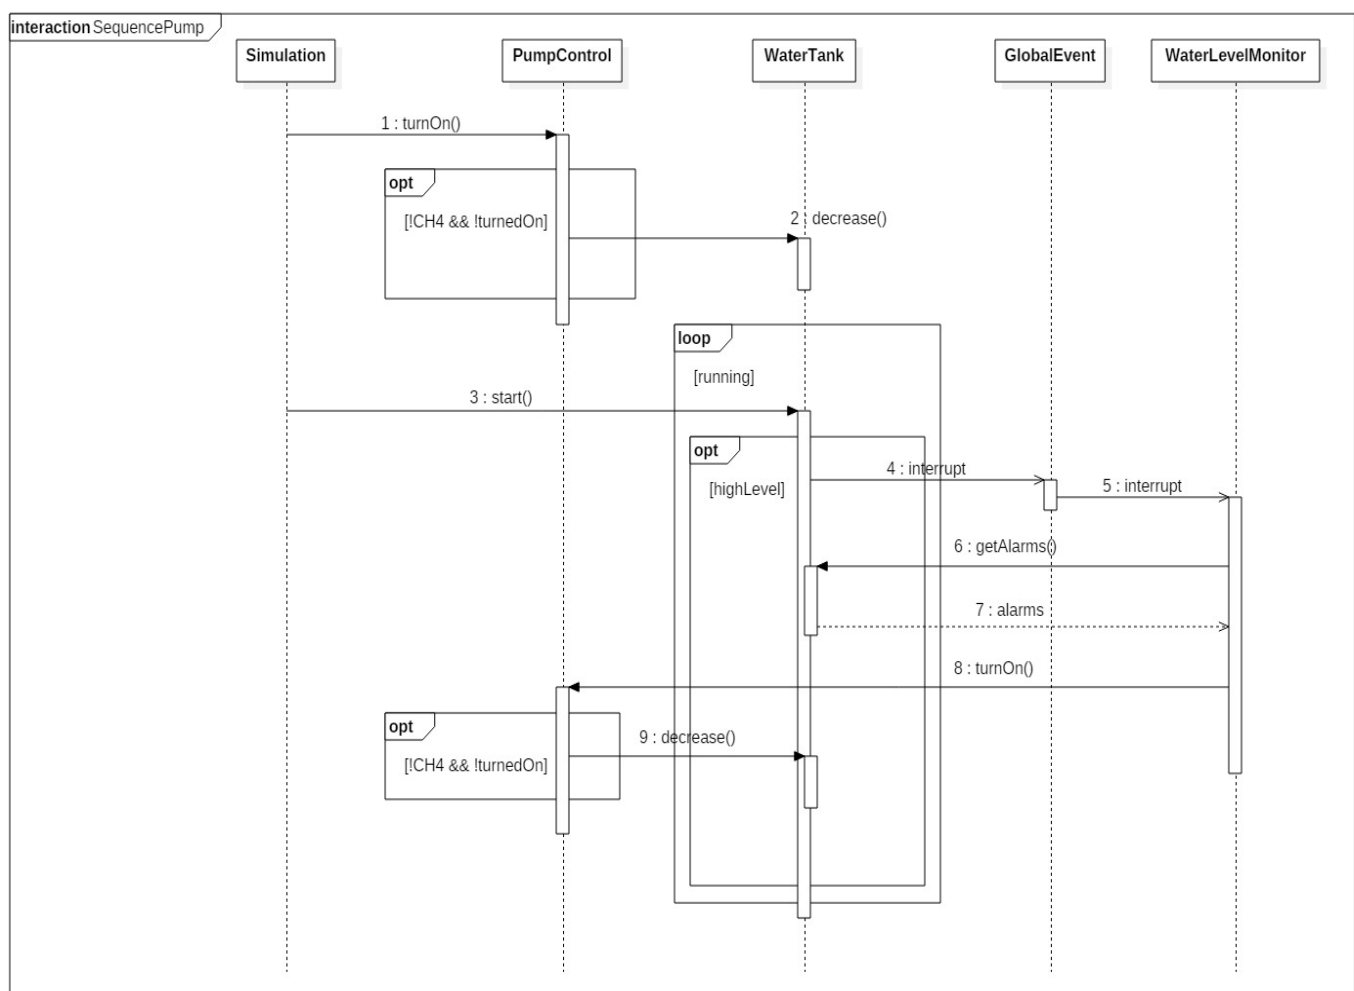 interaction SequencePump
Simulation
PumpControl
WaterTank
GlobalEvent
WaterLevelMonitor
1 : turnOn()
opt
[!CH4 && !turnedOn]
2 : decrease()
loop
[running]
3 : start()
opt
[highLevel]
4 : interrupt
5 : interrupt
6 : getAlarms()
7 : alarms
8 : turnOn()
opt
[!CH4 && !turnedOn]
9 : decrease()